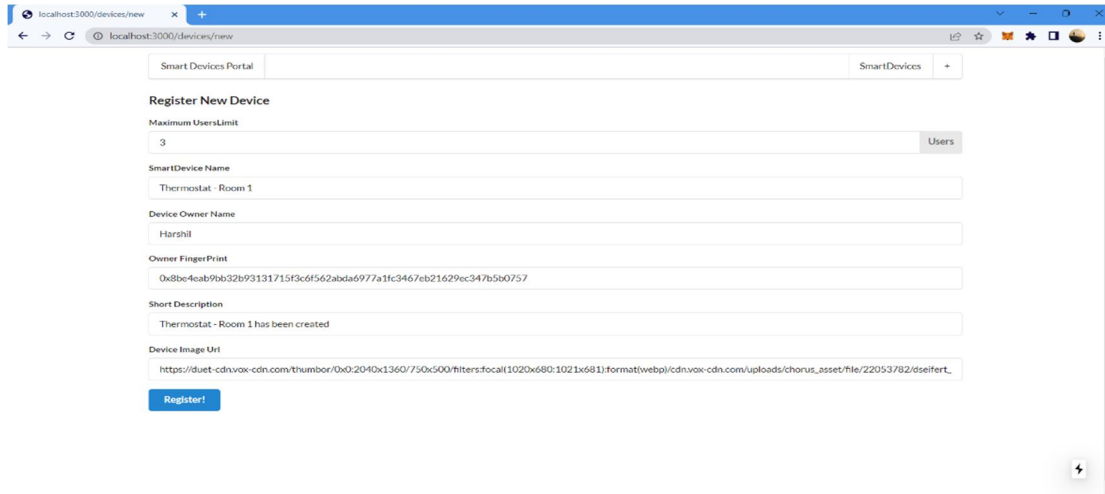 localhost:3000/devices/new
localhost:3000/devices/new
Smart Devices Portal
SmartDevices
+
Register New Device
Maximum UsersLimit
3
Users
SmartDevice Name
Thermostat - Room 1
Device Owner Name
Harshil
Owner FingerPrint
0x8be4eab9bb32b93131715f3c6f562abda6977a1fc3467eb21629ec347b5b0757
Short Description
Thermostat - Room 1 has been created
Device Image Url
https://duet-cdn.vox-cdn.com/thumbor/0x0:2040x1360/750x500/filters:focal(1020x680:1021x681):format(webp)/cdn.vox-cdn.com/uploads/chorus_asset/file/22053782/dseifert_
Register!